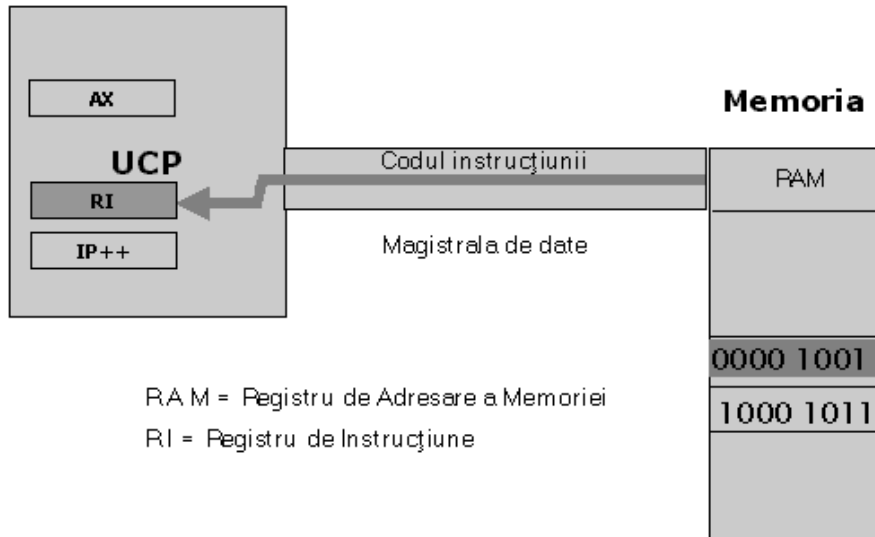 AX
Memoria
UCP
Codul instrucţiunii
RAM
RI
IP++
Magistrala de date
0000 1001
RAM = Registru de Adresare a Memoriei
1000 1011
RI = Registru de Instrucţiune